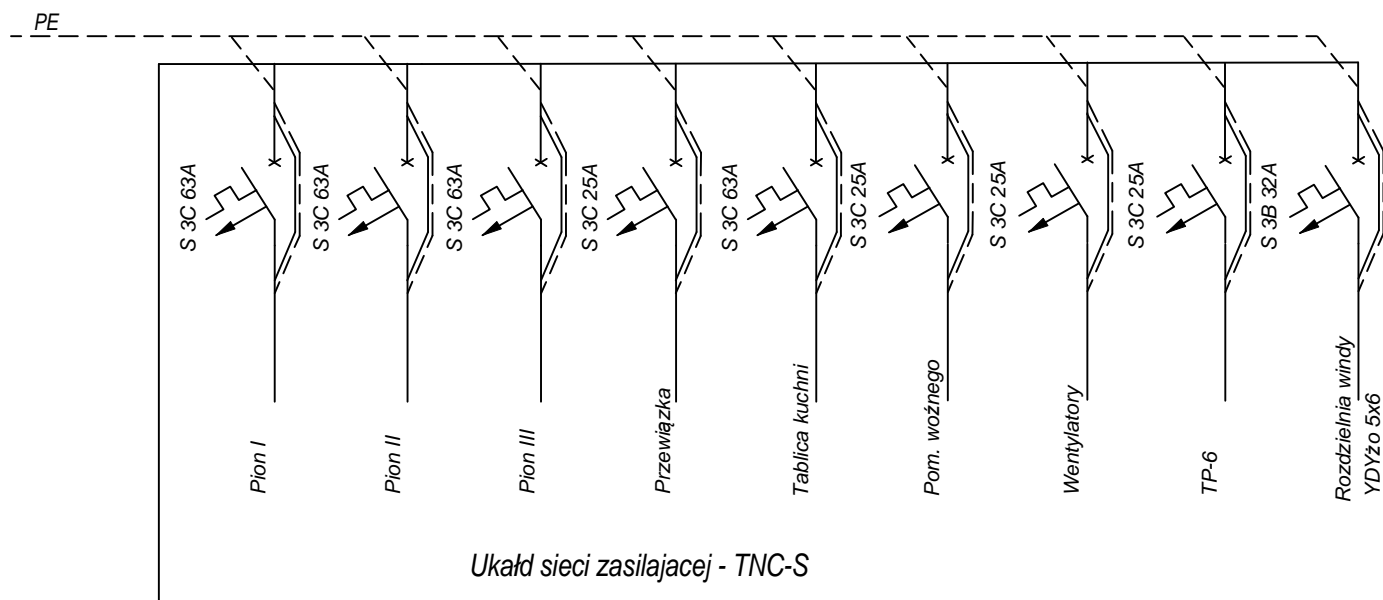 PE
S 3C 63A
S 3C 63A
S 3C 63A
S 3C 25A
S 3C 63A
S 3C 25A
S 3C 25A
S 3C 25A
S 3B 32A
Pion I
Pion II
Pion III
Przewiązka
Tablica kuchni
Pom. woźnego
Wentylatory
TP-6
Rozdzielnia windy
YDYżo 5x6
Ukałd sieci zasilajacej - TNC-S